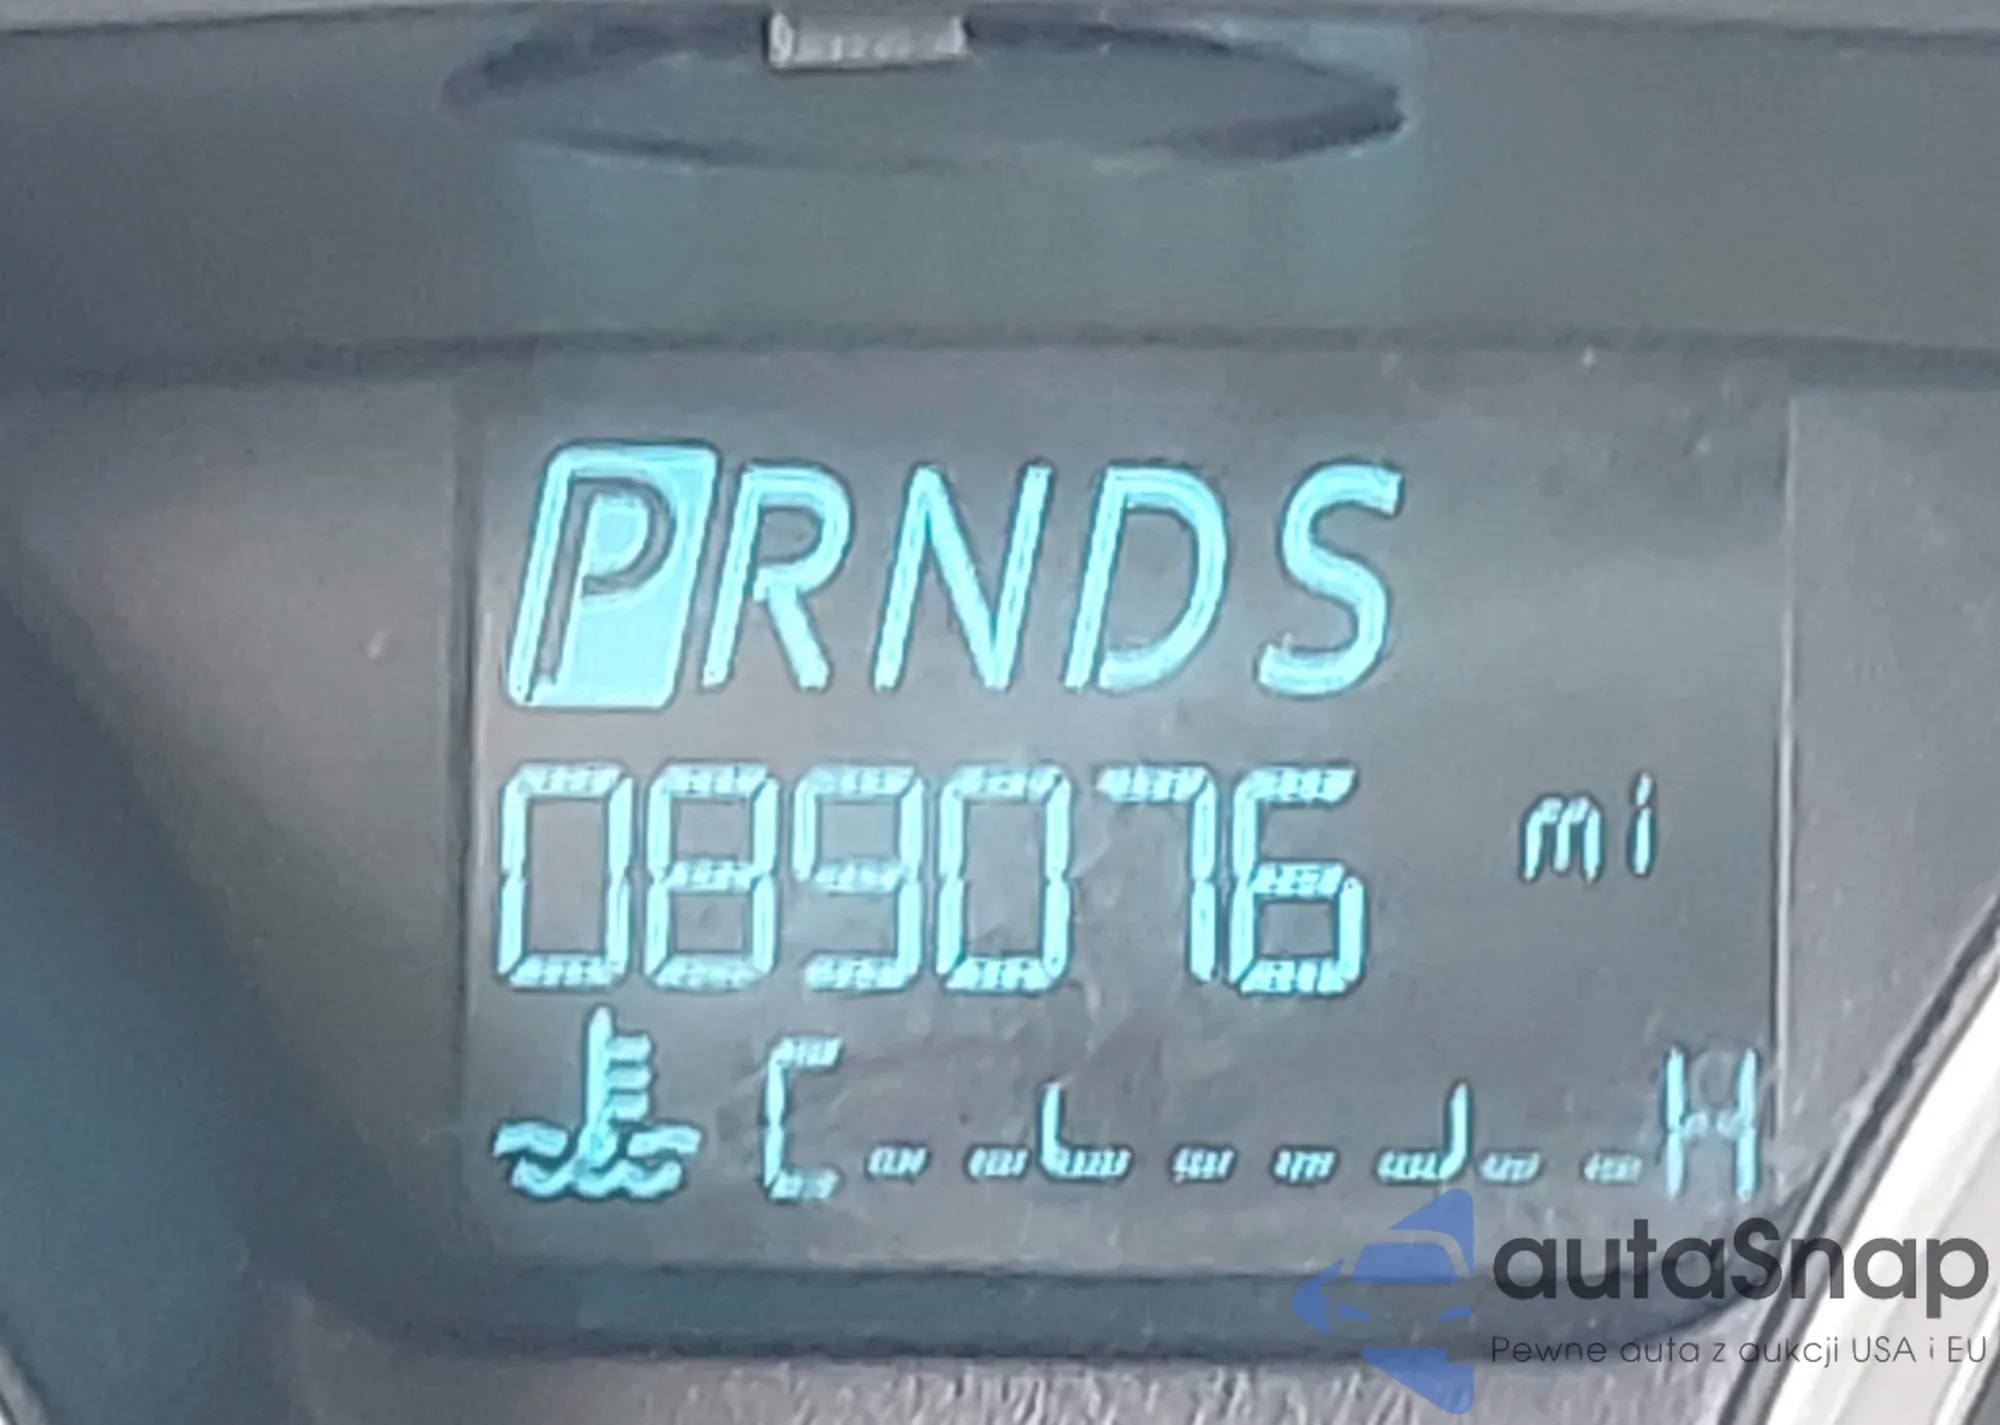 PRNDS
089076 mi
C H
autaSnap
Pewne auta z aukcji USA i EU